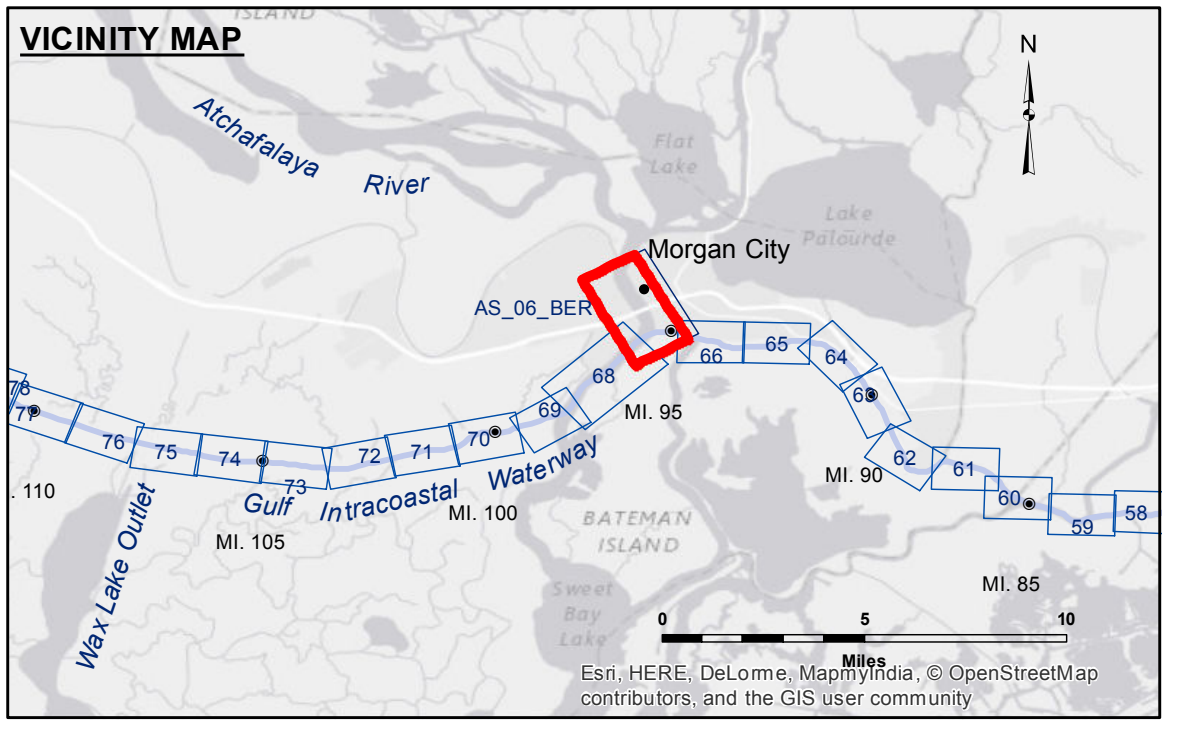 ISLAND
VICINITY MAP
N
Atchafalaya
River
Flat
Lake
Lake
Palourde
Morgan City
AS_06_BER
66
65
64
63
68
MI. 95
69
62
61
60
59
58
MI. 90
MI. 85
78
77
76
75
74
73
72
71
70
. 110
Wax Lake Outlet
Gulf Intracoastal Waterway
MI. 105
MI. 100
BATEMAN
ISLAND
Sweet
Bay
Lake
0 5 10
Miles
Esri, HERE, DeLorme, MapmyIndia, © OpenStreetMap
contributors, and the GIS user community